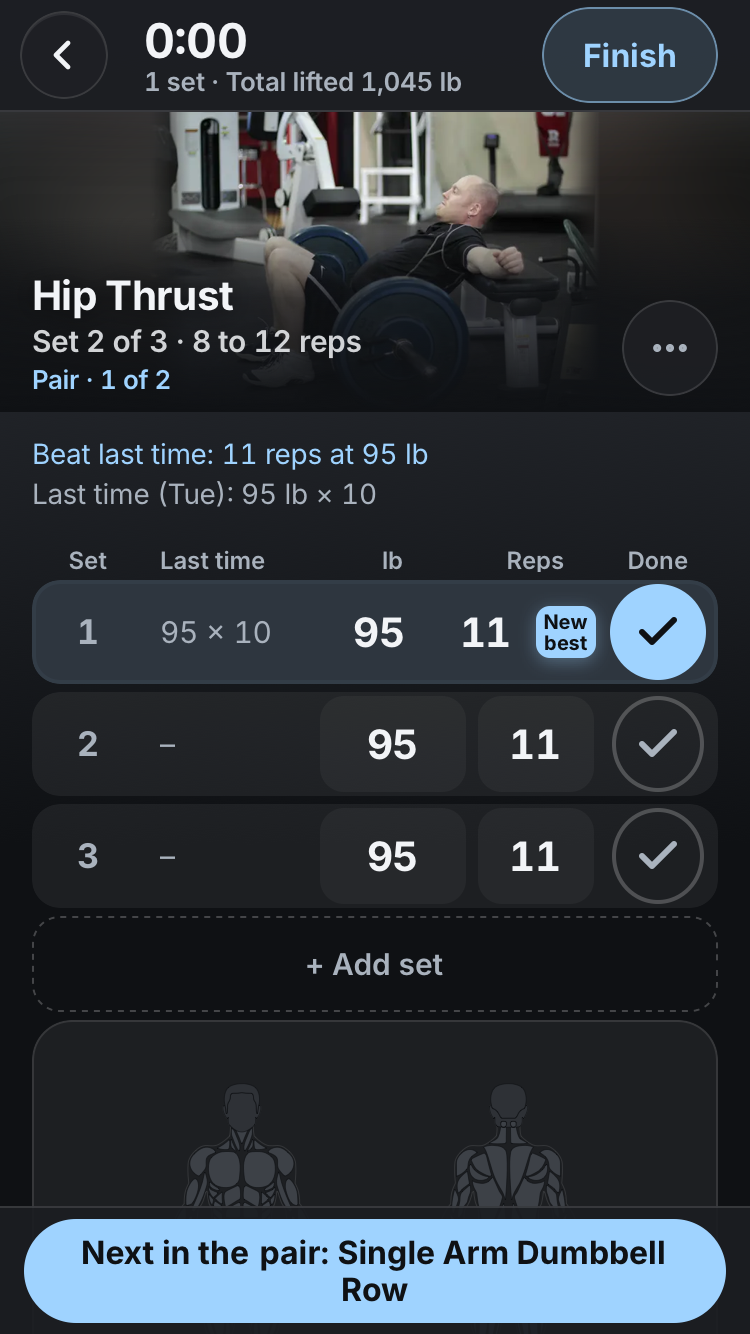 0:00
1 set · Total lifted 1,045 lb
Finish
Hip Thrust
Set 2 of 3 · 8 to 12 reps
Pair · 1 of 2
Beat last time: 11 reps at 95 lb
Last time (Tue): 95 lb × 10
Set Last time lb Reps Done
1 95 × 10 95 11 New best
2 – 95 11
3 – 95 11
+ Add set
Next in the pair: Single Arm Dumbbell
Row